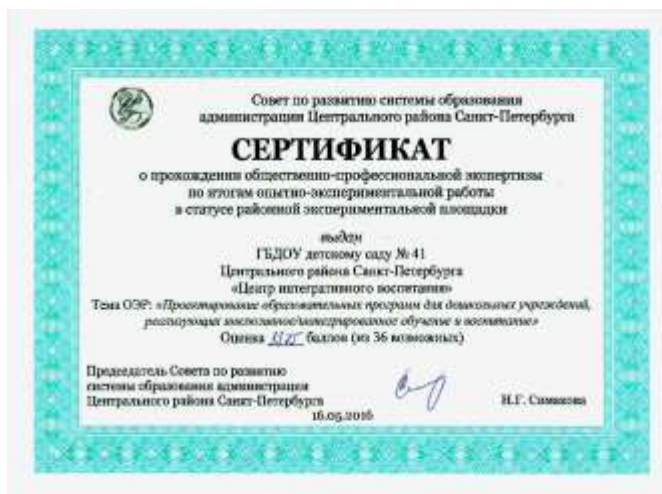 Совет по развитию системы образования
администрации Центрального района Санкт-Петербурга
СЕРТИФИКАТ
о прохождении общественно-профессиональной экспертизы
по итогам опытно-экспериментальной работы
в статусе районной экспериментальной площадки
выдан
ГБДОУ детскому саду № 41
Центрального района Санкт-Петербурга
«Центр интегративного воспитания»
Тема ОЭР: «Проектирование образовательных программ для дошкольных учреждений,
реализующих инклюзивное/интегрированное обучение и воспитание»
Оценка баллов (из 36 возможных)
Председатель Совета по развитию
системы образования администрации
Центрального района Санкт-Петербурга
Н.Г. Симакова
16.05.2016